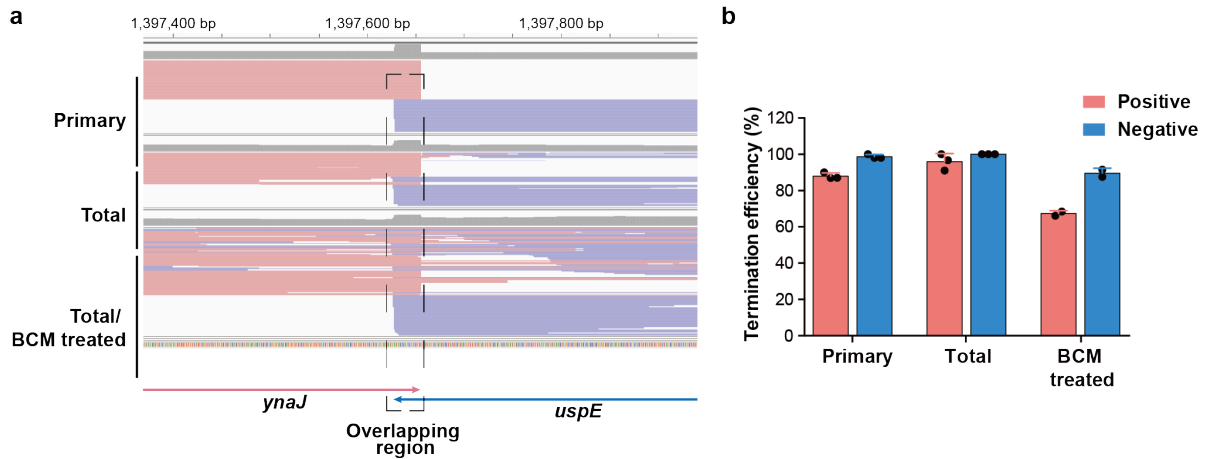 a
1,397,400 bp
1,397,600 bp
1,397,800 bp
Primary
Total
Total/
BCM treated
ynaJ
uspE
Overlapping
region
b
Positive
Negative
Termination efficiency (%)
120
100
80
60
40
20
0
Primary
Total
BCM
treated